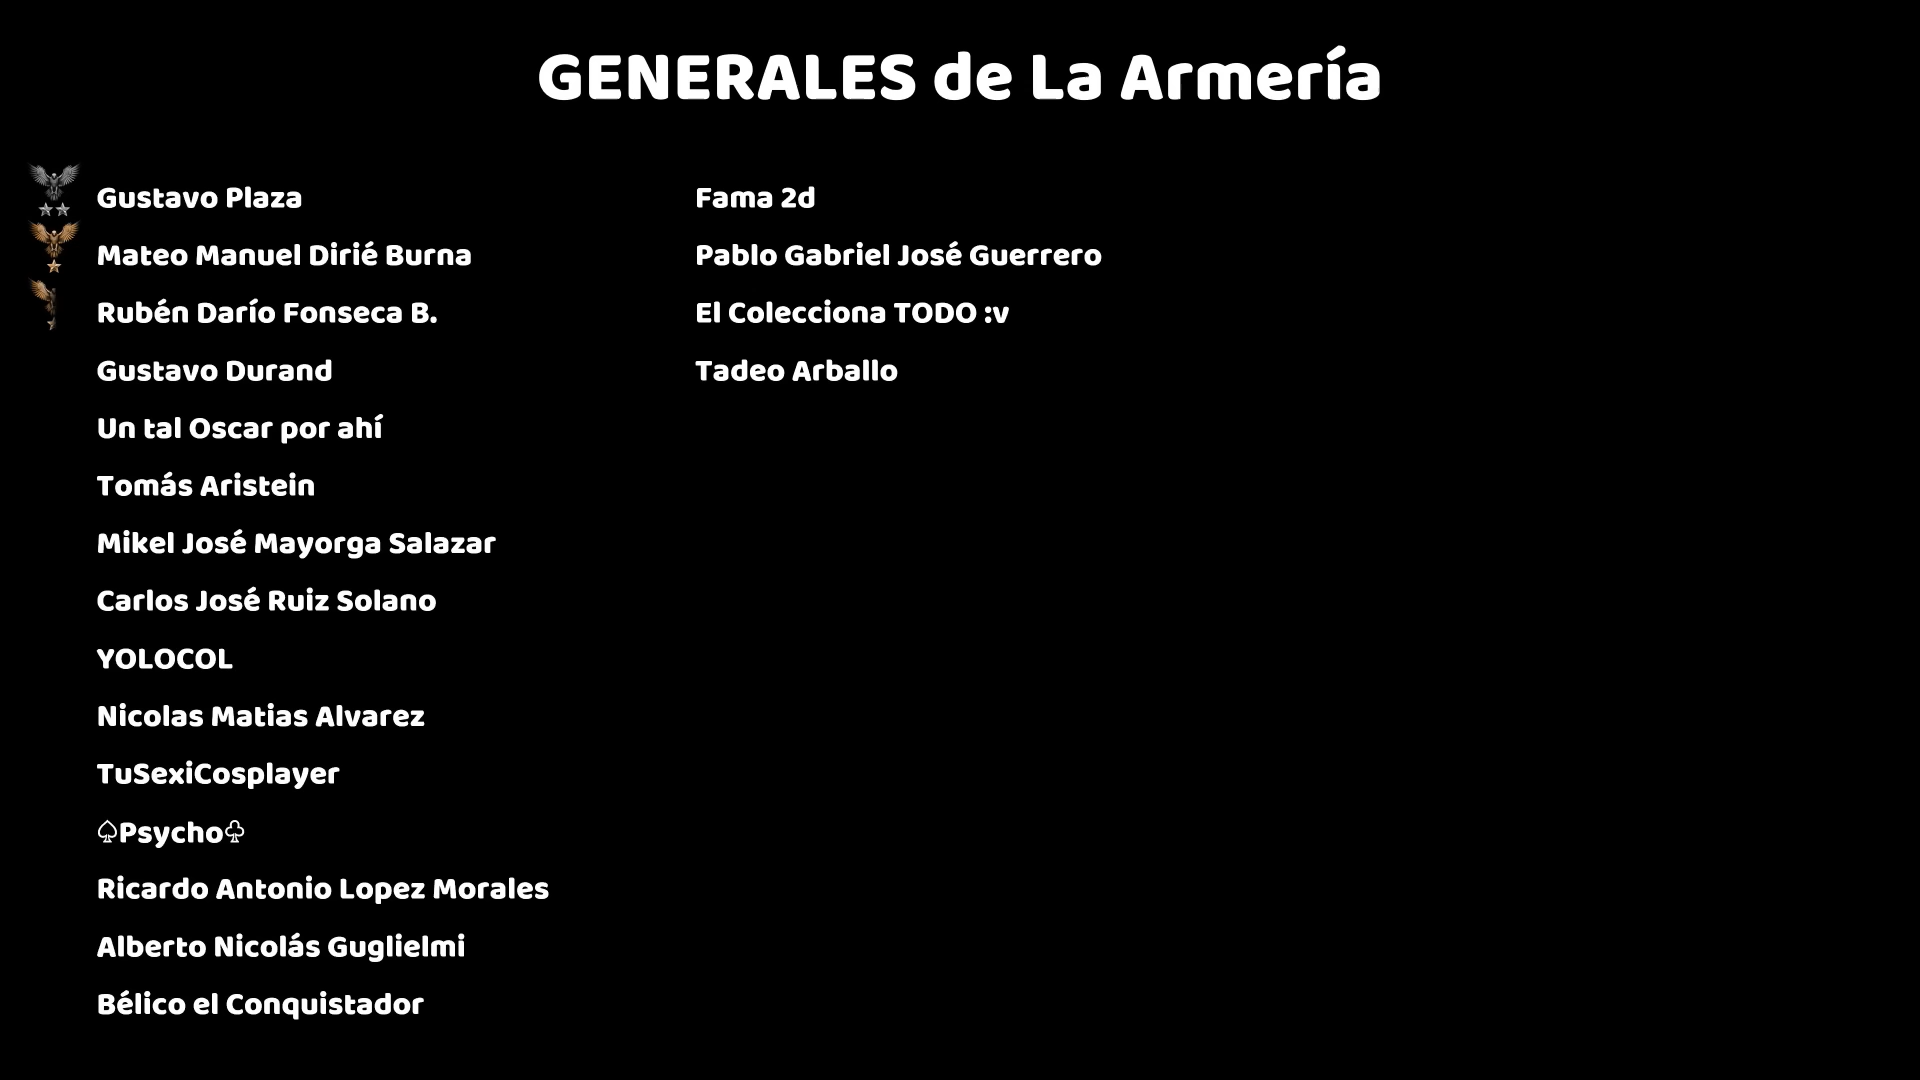 GENERALES de La Armería
Gustavo Plaza
Mateo Manuel Dirié Burna
Rubén Darío Fonseca B.
Gustavo Durand
Un tal Oscar por ahí
Tomás Aristein
Mikel José Mayorga Salazar
Carlos José Ruiz Solano
YOLOCOL
Nicolas Matias Alvarez
TuSexiCosplayer
♤Psycho♧
Ricardo Antonio Lopez Morales
Alberto Nicolás Guglielmi
Bélico el Conquistador
Fama 2d
Pablo Gabriel José Guerrero
El Colecciona TODO :v
Tadeo Arballo